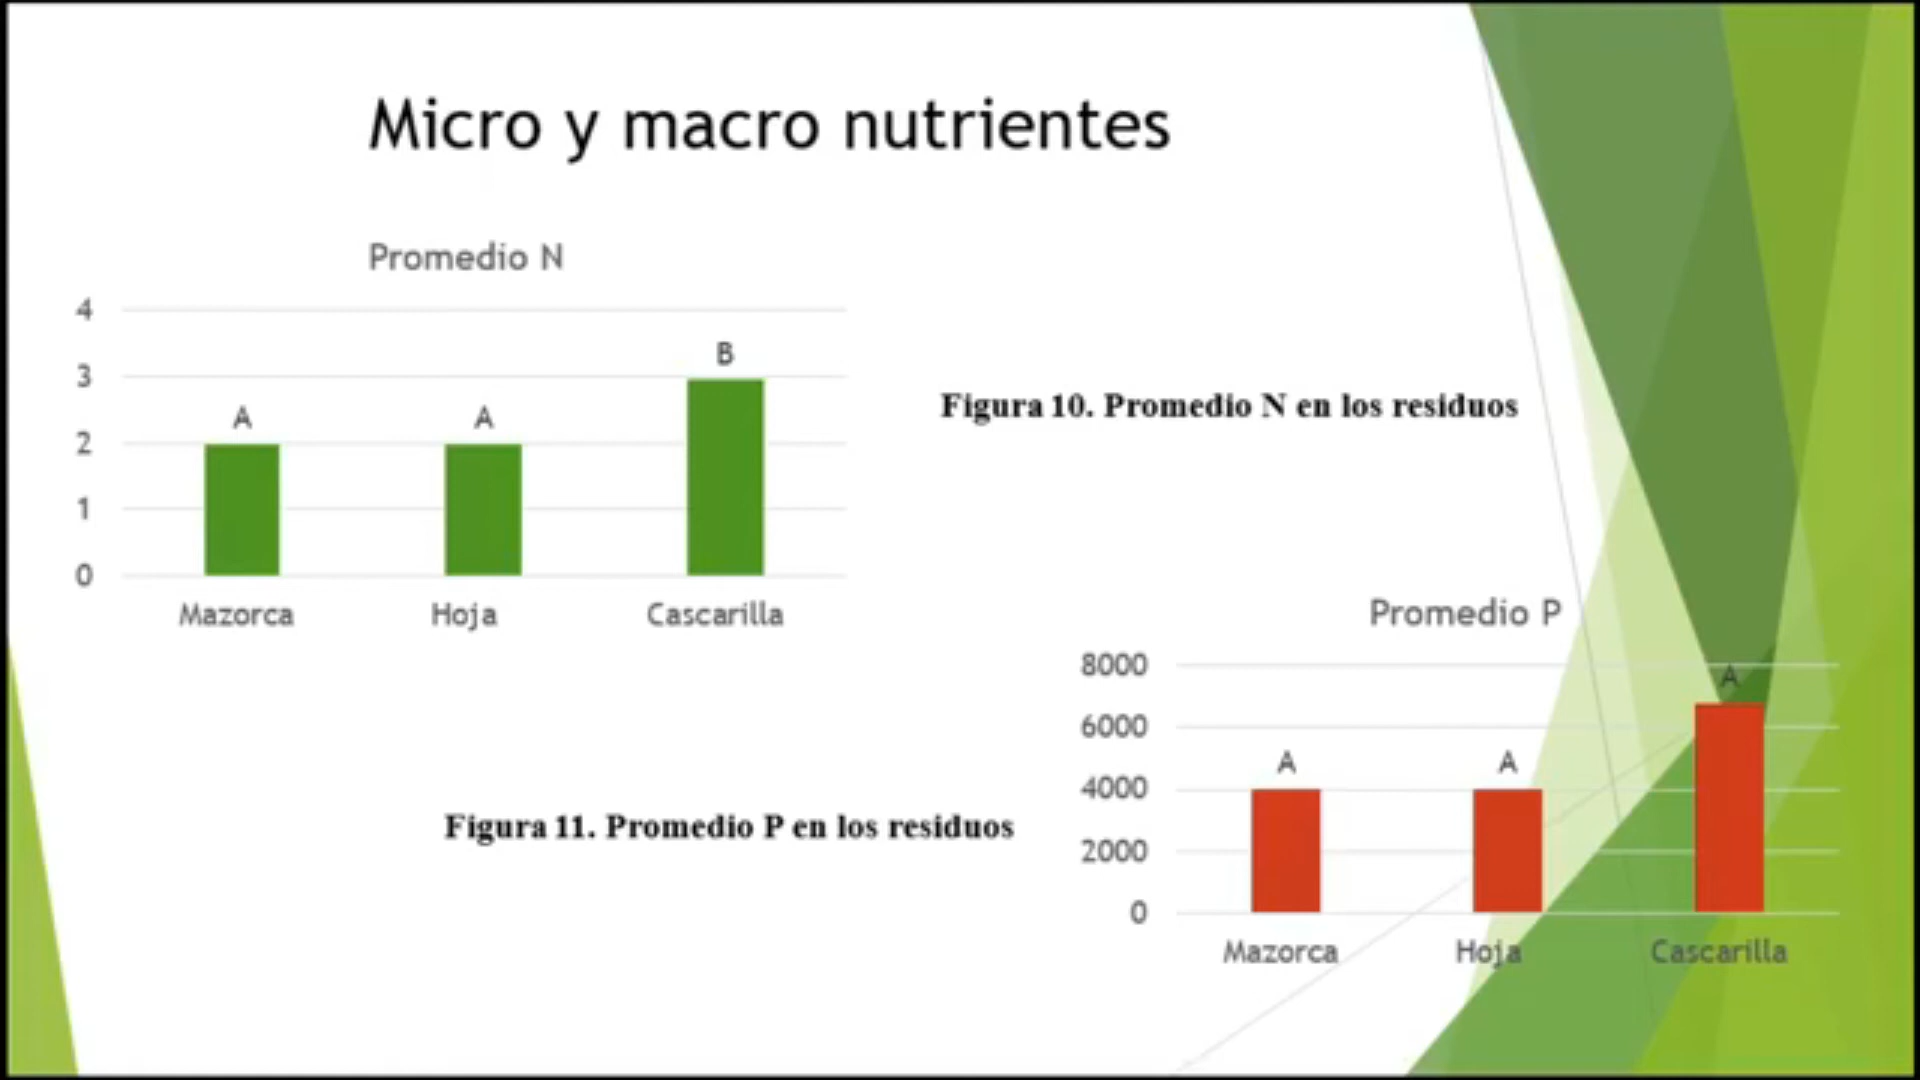 Micro y macro nutrientes
Promedio N
4
3
2
1
0
A
A
B
Mazorca
Hoja
Cascarilla
Figura 10. Promedio N en los residuos
Promedio P
8000
6000
4000
2000
0
A
A
A
Mazorca
Hoja
Cascarilla
Figura 11. Promedio P en los residuos